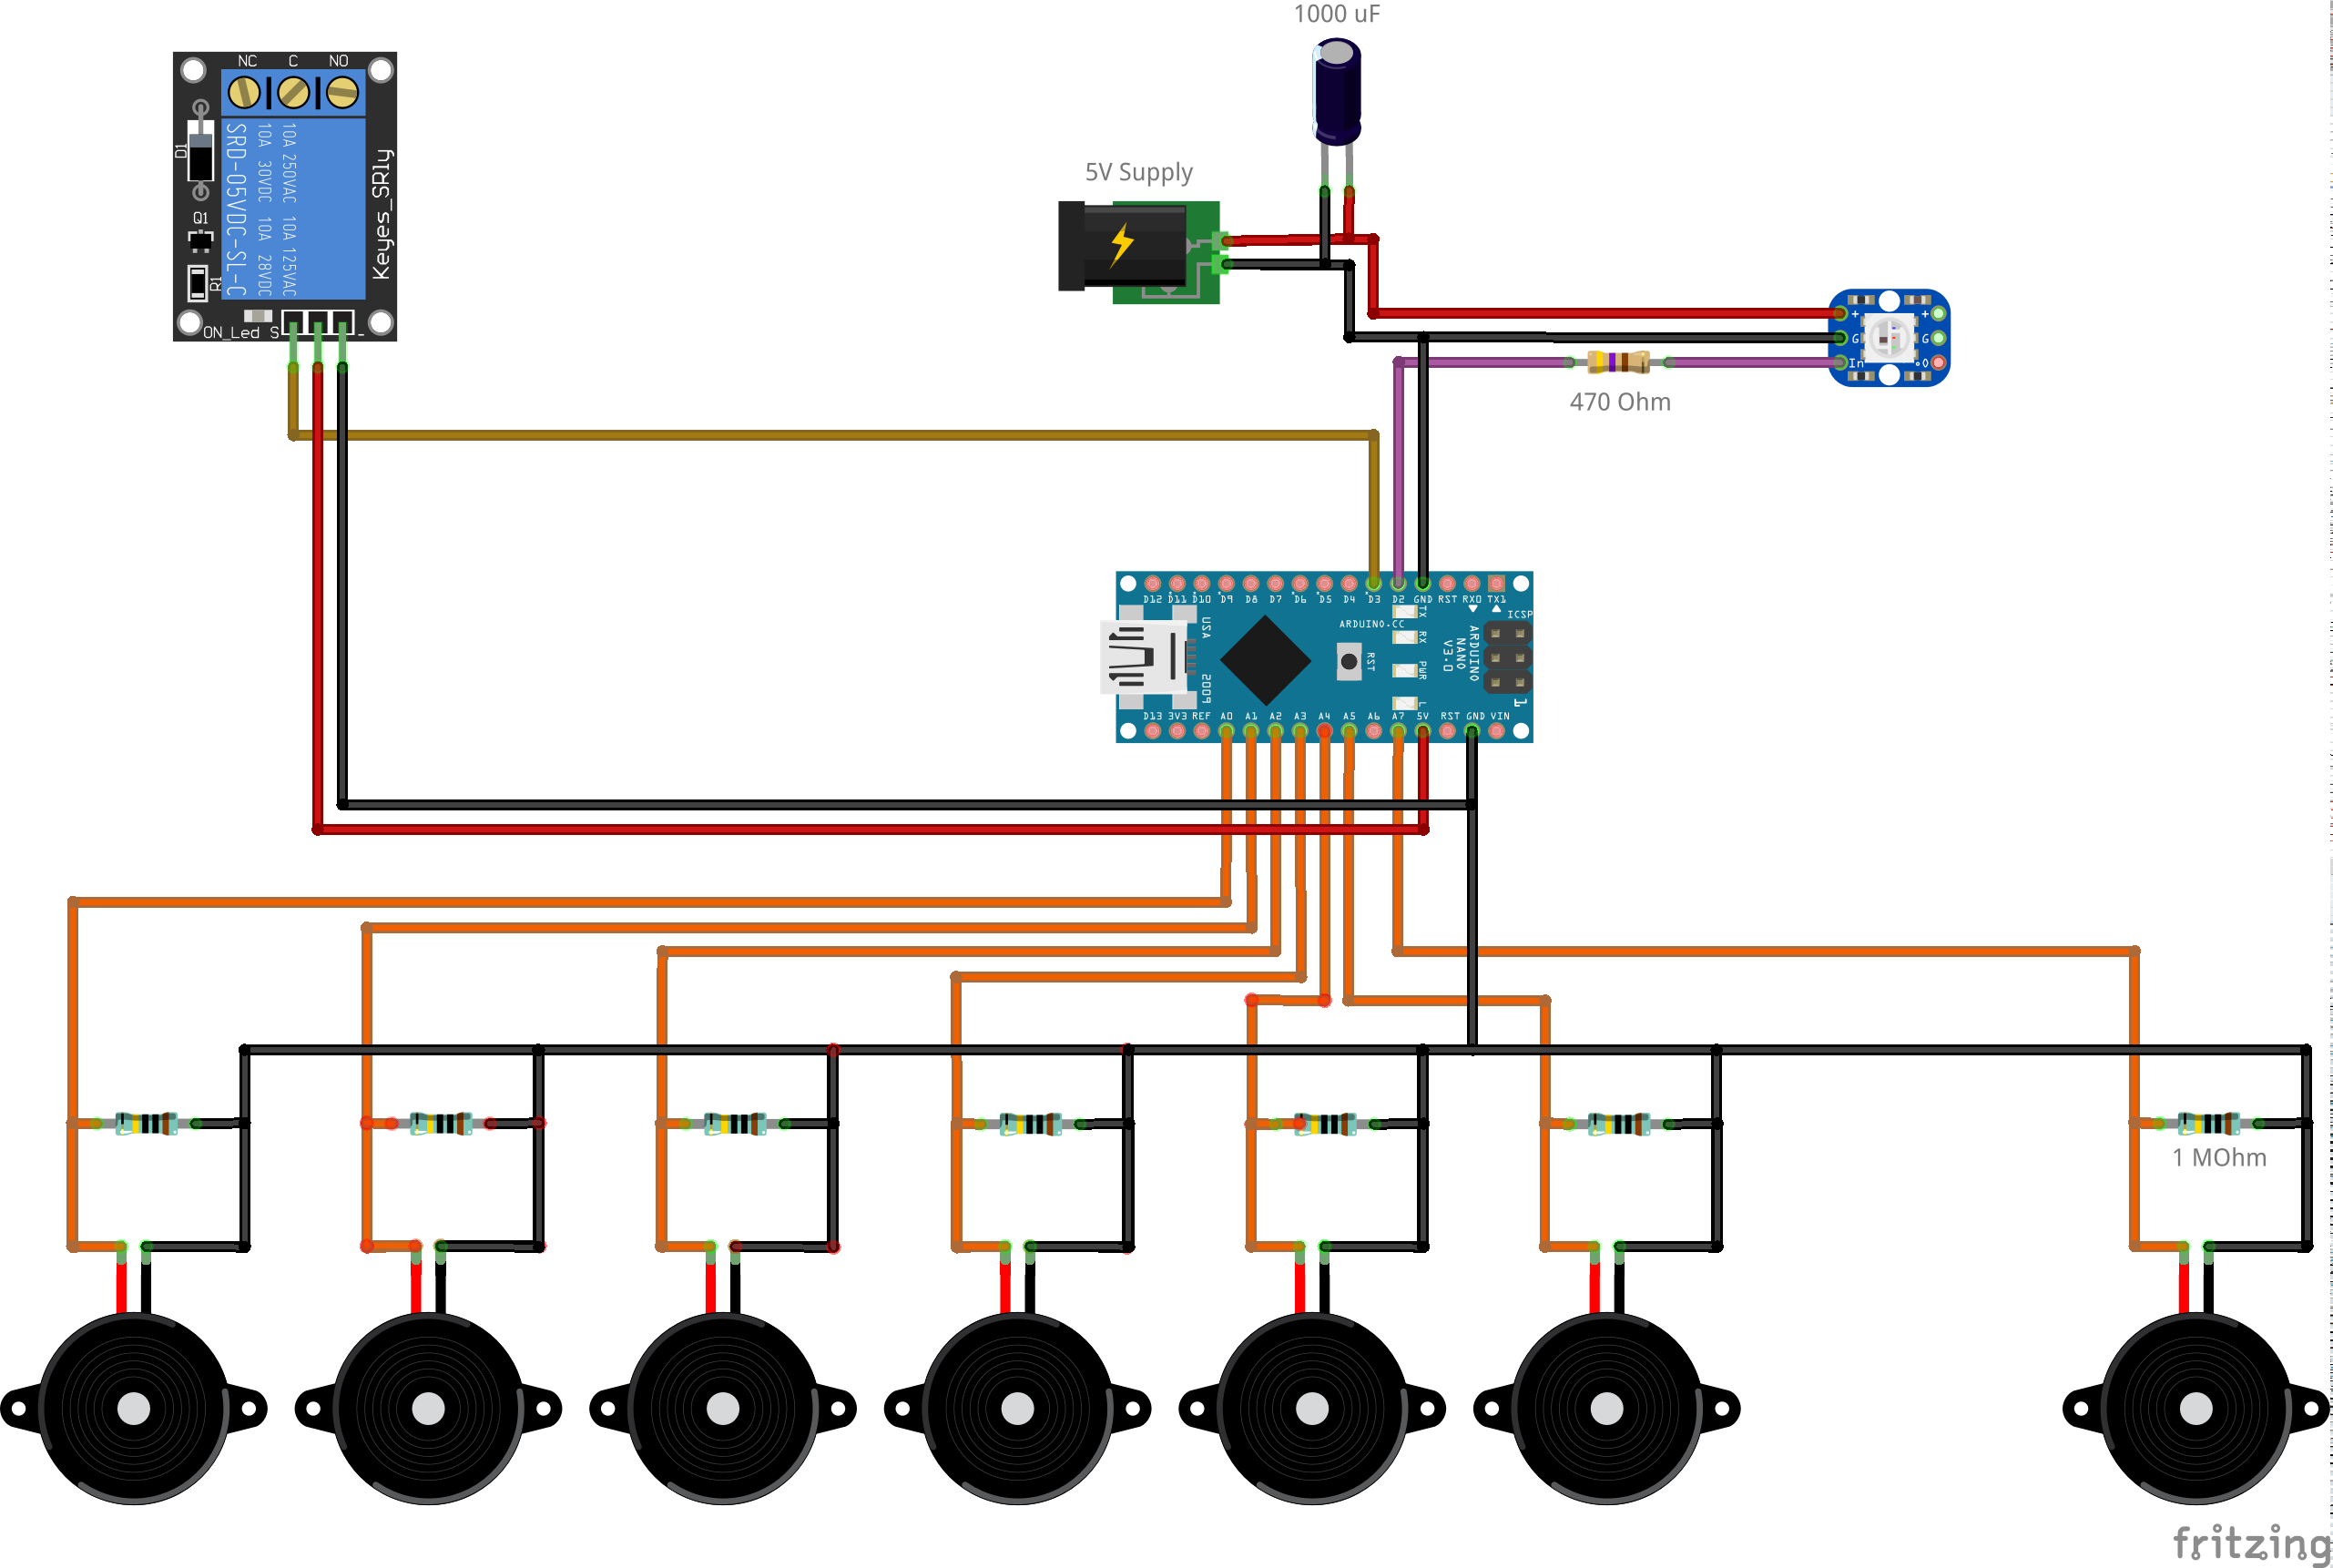 1000 uF
NC C NO
D1
SRD-05VDC-SL-C
10A 30VDC 10A 28VDC
10A 250VAC 10A 125VAC
Keyes_SRly
Q1
R1
ON_Led S -
5V Supply
+ +
G G
In 0
470 Ohm
D12 D11 D10 D9 D8 D7 D6 D5 D4 D3 D2 GND RST RX0 TX1
ICSP
ARDUINO.CC
TX
RX
PWR
L
RST
USA
2009
ARDUINO
NANO
V3.0
1
D13 3V3 REF A0 A1 A2 A3 A4 A5 A6 A7 5V RST GND VIN
1 MOhm
fritzing